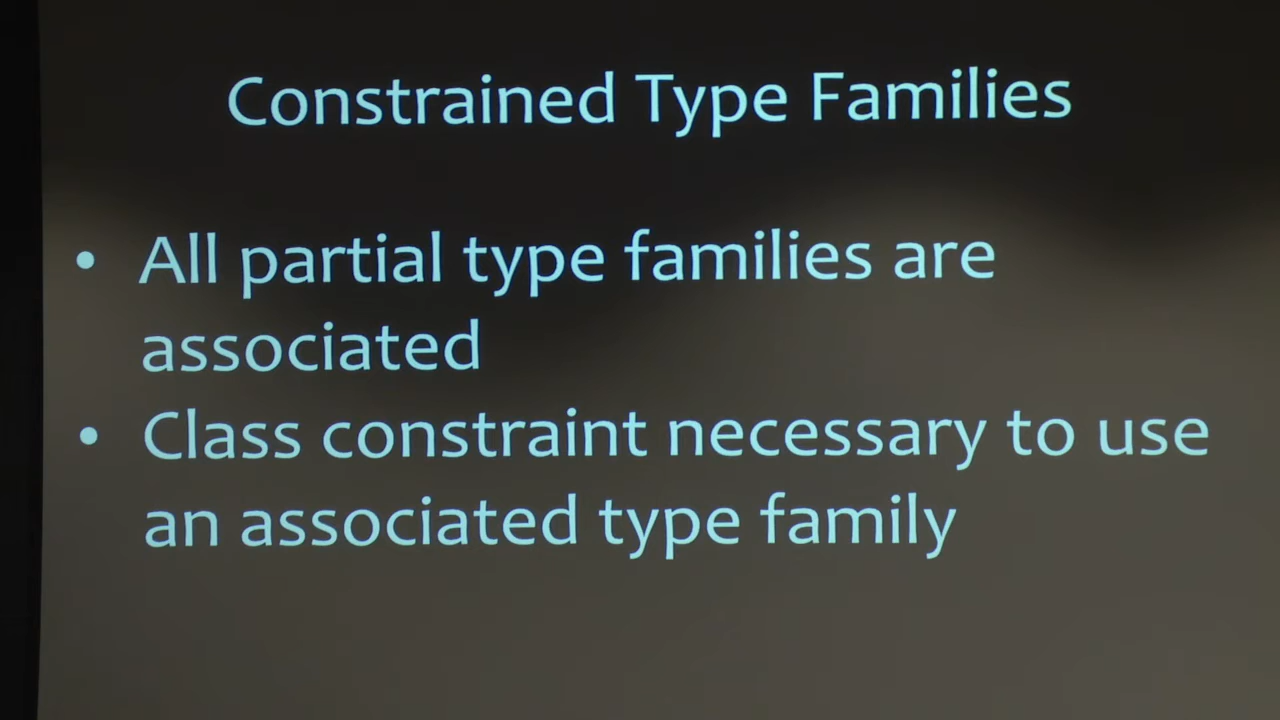 Constrained Type Families
• All partial type families are
associated
• Class constraint necessary to use
an associated type family